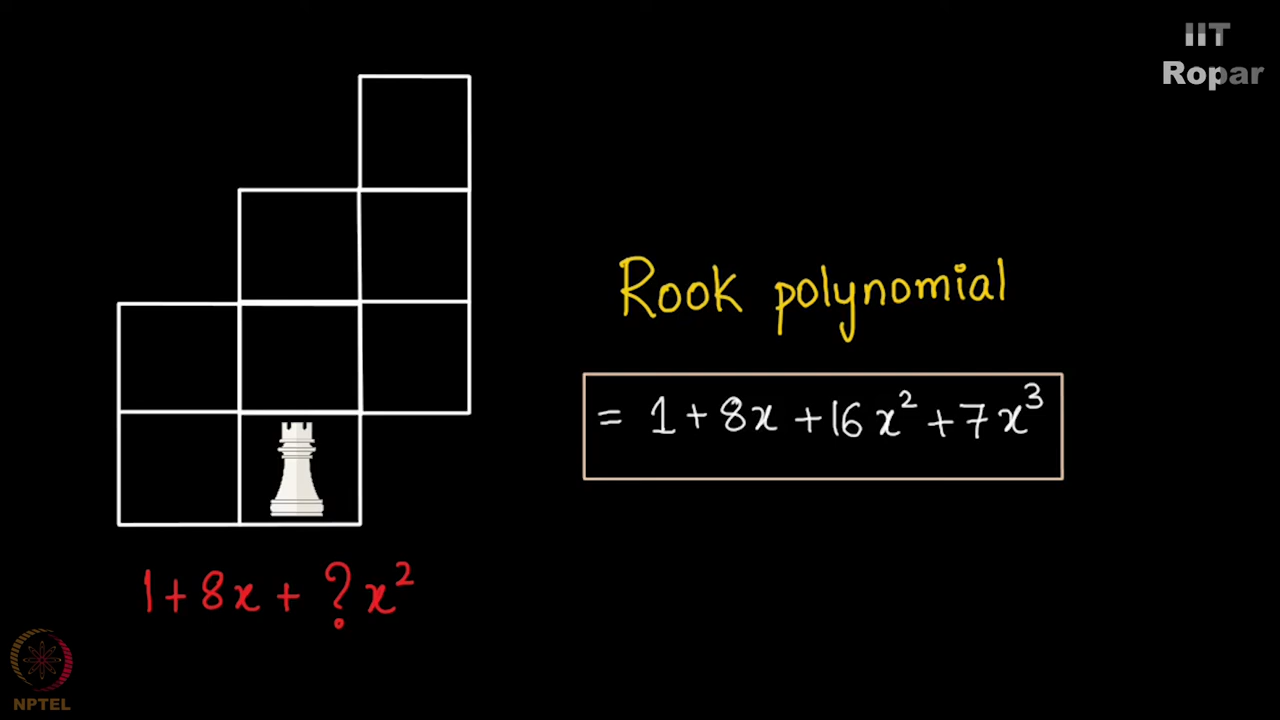 IIT
Ropar
Rook polynomial
= 1 + 8x + 16x² + 7x³
1 + 8x + ? x²
NPTEL